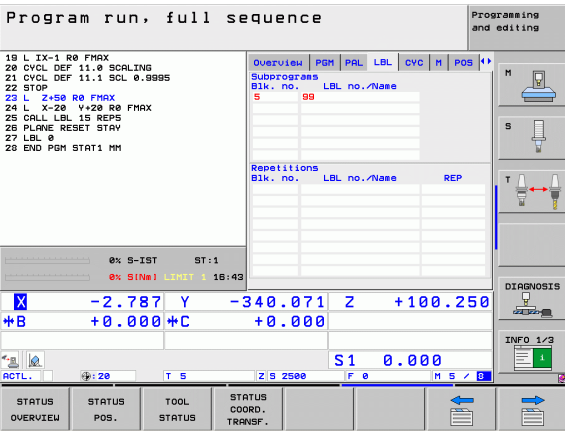 Program run, full sequence
Programming and editing
19 L IX-1 R0 FMAX
20 CYCL DEF 11.0 SCALING
21 CYCL DEF 11.1 SCL 0.9995
22 STOP
23 L Z+50 R0 FMAX
24 L X-20 Y+20 R0 FMAX
25 CALL LBL 15 REP5
26 PLANE RESET STAY
27 LBL 0
28 END PGM STAT1 MM
Overview PGM PAL LBL CYC M POS
Subprograms
Blk. no. LBL no./Name
5 99
Repetitions
Blk. no. LBL no./Name REP
M
S
T
DIAGNOSIS
INFO 1/3
0% S-IST ST:1
0% S[Nm] LIMIT 1 16:43
X -2.787 Y -340.071 Z +100.250
B +0.000 C +0.000
S1 0.000
ACTL. : 20 T 5 Z S 2500 F 0 M 5 / 8
STATUS OVERVIEW
STATUS POS.
TOOL STATUS
STATUS COORD. TRANSF.